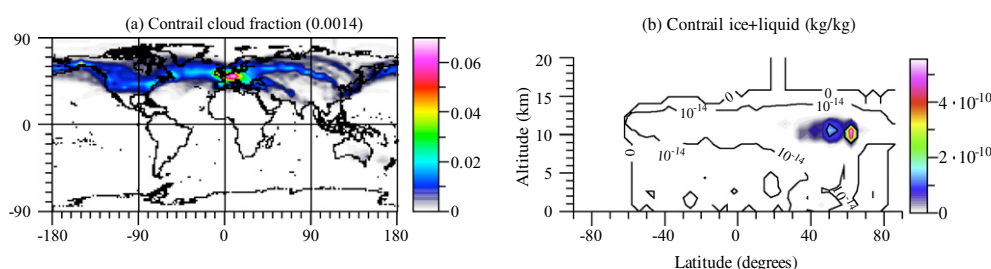 (a) Contrail cloud fraction (0.0014)
90
0
-90
-180 -90 0 90 180
0.06
0.04
0.02
0
(b) Contrail ice+liquid (kg/kg)
20
15
10
5
0
Altitude (km)
0 0
10-14 10-14
0 10-14 10-14 10-14
-80 -40 0 40 80
Latitude (degrees)
4 · 10-10
2 · 10-10
0